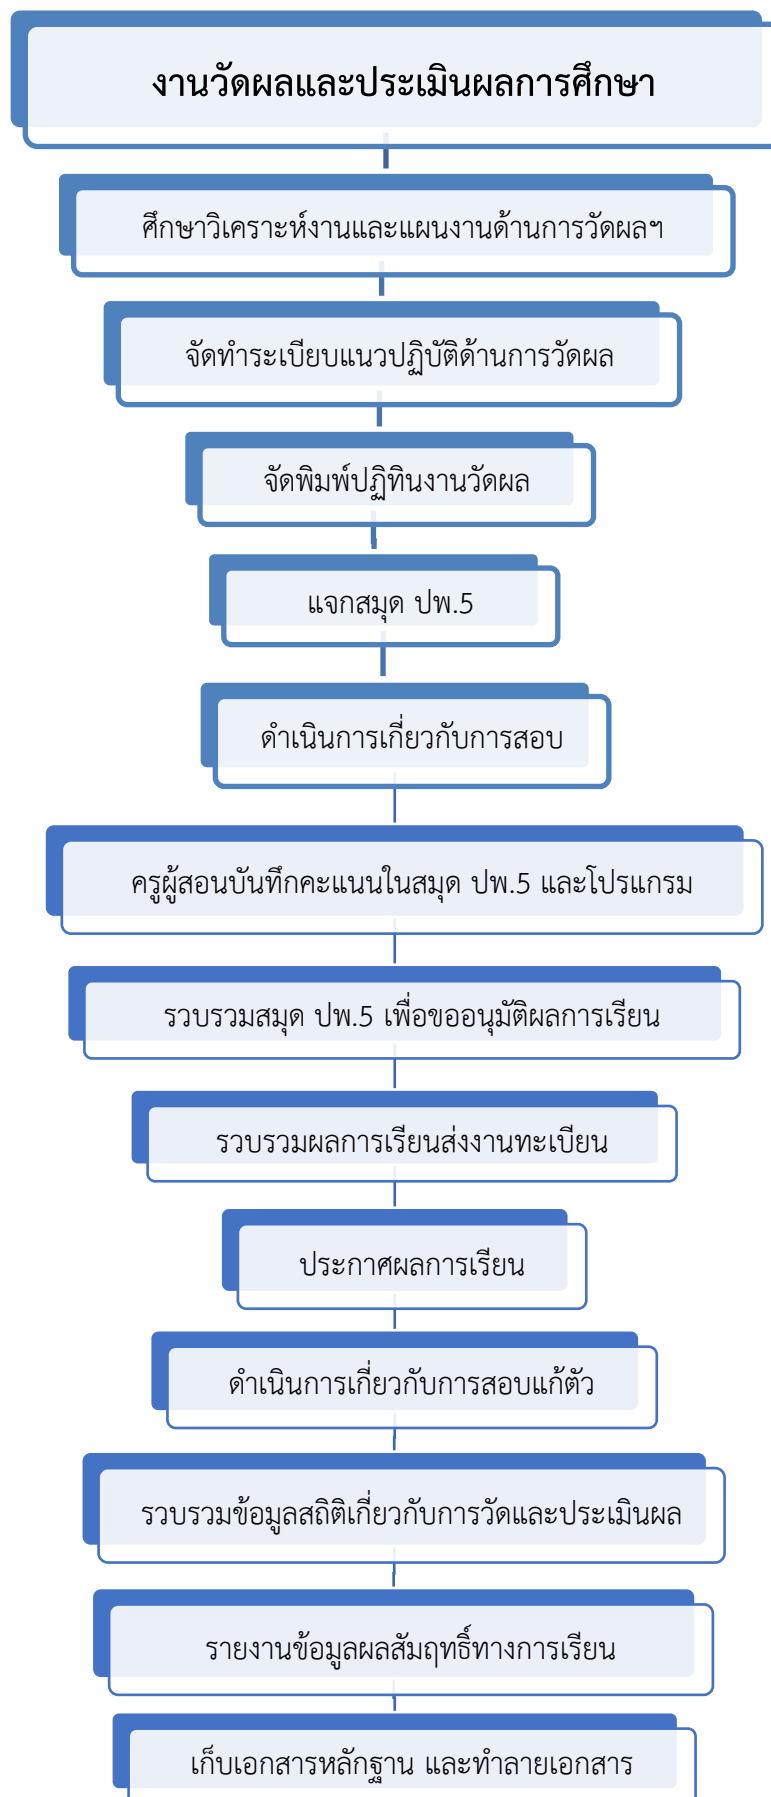 งานวัดผลและประเมินผลการศึกษา
ศึกษาวิเคราะห์งานและแผนงานด้านการวัดผลฯ
จัดทำระเบียบแนวปฏิบัติด้านการวัดผล
จัดพิมพ์ปฏิทินงานวัดผล
แจกสมุด ปพ.5
ดำเนินการเกี่ยวกับการสอบ
ครูผู้สอนบันทึกคะแนนในสมุด ปพ.5 และโปรแกรม
รวบรวมสมุด ปพ.5 เพื่อขออนุมัติผลการเรียน
รวบรวมผลการเรียนส่งงานทะเบียน
ประกาศผลการเรียน
ดำเนินการเกี่ยวกับการสอบแก้ตัว
รวบรวมข้อมูลสถิติเกี่ยวกับการวัดและประเมินผล
รายงานข้อมูลผลสัมฤทธิ์ทางการเรียน
เก็บเอกสารหลักฐาน และทำลายเอกสาร